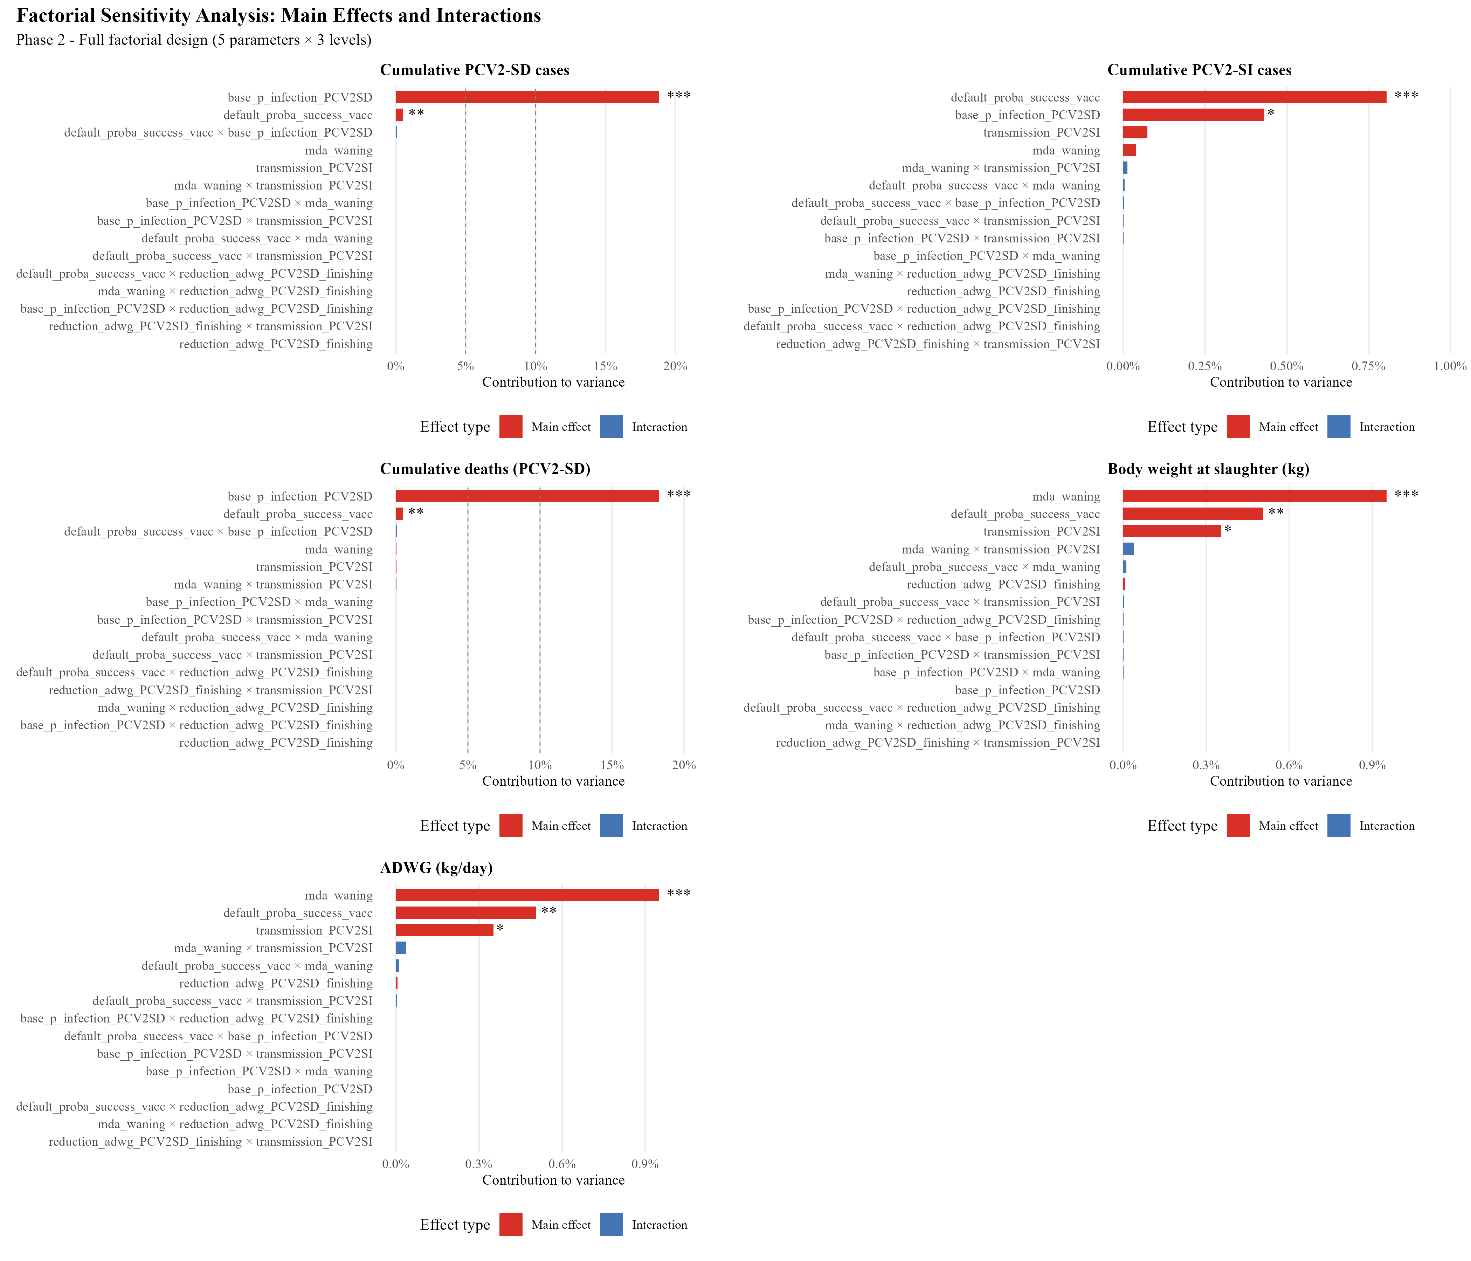 Factorial Sensitivity Analysis: Main Effects and Interactions
Phase 2 - Full factorial design (5 parameters × 3 levels)
Cumulative PCV2-SD cases
base_p_infection_PCV2SD
***
default_proba_success_vacc
**
default_proba_success_vacc × base_p_infection_PCV2SD
mda_waning
transmission_PCV2SI
mda_waning × transmission_PCV2SI
base_p_infection_PCV2SD × mda_waning
base_p_infection_PCV2SD × transmission_PCV2SI
default_proba_success_vacc × mda_waning
default_proba_success_vacc × transmission_PCV2SI
default_proba_success_vacc × reduction_adwg_PCV2SD_finishing
mda_waning × reduction_adwg_PCV2SD_finishing
base_p_infection_PCV2SD × reduction_adwg_PCV2SD_finishing
reduction_adwg_PCV2SD_finishing × transmission_PCV2SI
reduction_adwg_PCV2SD_finishing
0% 5% 10% 15% 20%
Contribution to variance
Effect type Main effect Interaction
Cumulative PCV2-SI cases
default_proba_success_vacc
***
base_p_infection_PCV2SD
*
transmission_PCV2SI
mda_waning
mda_waning × transmission_PCV2SI
default_proba_success_vacc × mda_waning
default_proba_success_vacc × base_p_infection_PCV2SD
default_proba_success_vacc × transmission_PCV2SI
base_p_infection_PCV2SD × transmission_PCV2SI
base_p_infection_PCV2SD × mda_waning
mda_waning × reduction_adwg_PCV2SD_finishing
reduction_adwg_PCV2SD_finishing
base_p_infection_PCV2SD × reduction_adwg_PCV2SD_finishing
default_proba_success_vacc × reduction_adwg_PCV2SD_finishing
reduction_adwg_PCV2SD_finishing × transmission_PCV2SI
0.00% 0.25% 0.50% 0.75% 1.00%
Contribution to variance
Effect type Main effect Interaction
Cumulative deaths (PCV2-SD)
base_p_infection_PCV2SD
***
default_proba_success_vacc
**
default_proba_success_vacc × base_p_infection_PCV2SD
mda_waning
transmission_PCV2SI
mda_waning × transmission_PCV2SI
base_p_infection_PCV2SD × mda_waning
base_p_infection_PCV2SD × transmission_PCV2SI
default_proba_success_vacc × mda_waning
default_proba_success_vacc × transmission_PCV2SI
default_proba_success_vacc × reduction_adwg_PCV2SD_finishing
reduction_adwg_PCV2SD_finishing × transmission_PCV2SI
mda_waning × reduction_adwg_PCV2SD_finishing
base_p_infection_PCV2SD × reduction_adwg_PCV2SD_finishing
reduction_adwg_PCV2SD_finishing
0% 5% 10% 15% 20%
Contribution to variance
Effect type Main effect Interaction
Body weight at slaughter (kg)
mda_waning
***
default_proba_success_vacc
**
transmission_PCV2SI
*
mda_waning × transmission_PCV2SI
default_proba_success_vacc × mda_waning
reduction_adwg_PCV2SD_finishing
default_proba_success_vacc × transmission_PCV2SI
base_p_infection_PCV2SD × reduction_adwg_PCV2SD_finishing
default_proba_success_vacc × base_p_infection_PCV2SD
base_p_infection_PCV2SD × transmission_PCV2SI
base_p_infection_PCV2SD × mda_waning
base_p_infection_PCV2SD
default_proba_success_vacc × reduction_adwg_PCV2SD_finishing
mda_waning × reduction_adwg_PCV2SD_finishing
reduction_adwg_PCV2SD_finishing × transmission_PCV2SI
0.0% 0.3% 0.6% 0.9%
Contribution to variance
Effect type Main effect Interaction
ADWG (kg/day)
mda_waning
***
default_proba_success_vacc
**
transmission_PCV2SI
*
mda_waning × transmission_PCV2SI
default_proba_success_vacc × mda_waning
reduction_adwg_PCV2SD_finishing
default_proba_success_vacc × transmission_PCV2SI
base_p_infection_PCV2SD × reduction_adwg_PCV2SD_finishing
default_proba_success_vacc × base_p_infection_PCV2SD
base_p_infection_PCV2SD × transmission_PCV2SI
base_p_infection_PCV2SD × mda_waning
base_p_infection_PCV2SD
default_proba_success_vacc × reduction_adwg_PCV2SD_finishing
mda_waning × reduction_adwg_PCV2SD_finishing
reduction_adwg_PCV2SD_finishing × transmission_PCV2SI
0.0% 0.3% 0.6% 0.9%
Contribution to variance
Effect type Main effect Interaction